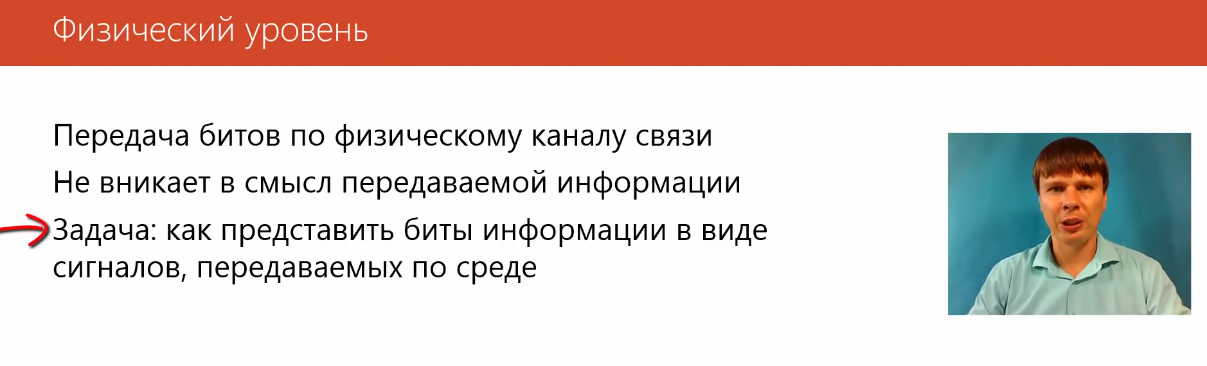 Физический уровень
Передача битов по физическому каналу связи
Не вникает в смысл передаваемой информации
Задача: как представить биты информации в виде
сигналов, передаваемых по среде